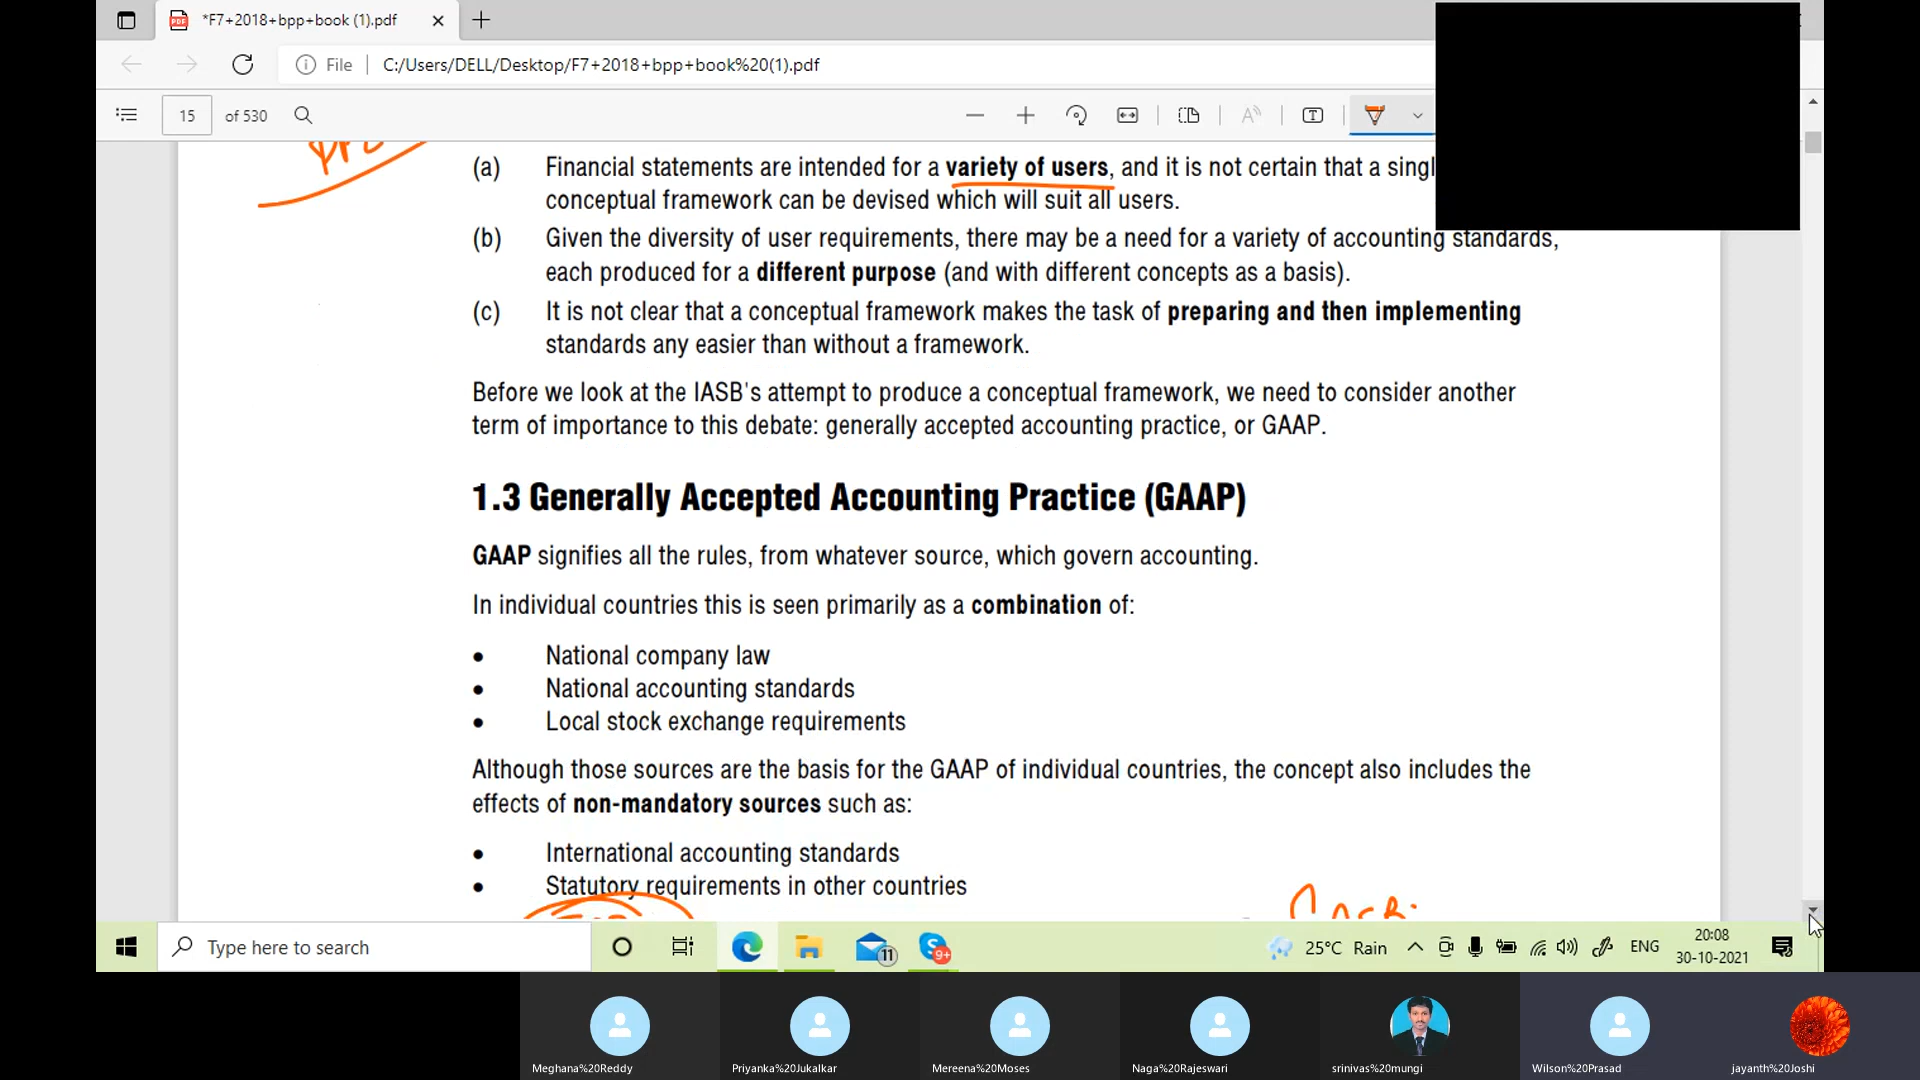 *F7+2018+bpp+book (1).pdf
File
C:/Users/DELL/Desktop/F7+2018+bpp+book%20(1).pdf
15 of 530
(a) Financial statements are intended for a variety of users, and it is not certain that a singl
conceptual framework can be devised which will suit all users.
(b) Given the diversity of user requirements, there may be a need for a variety of accounting standards,
each produced for a different purpose (and with different concepts as a basis).
(c) It is not clear that a conceptual framework makes the task of preparing and then implementing
standards any easier than without a framework.
Before we look at the IASB's attempt to produce a conceptual framework, we need to consider another
term of importance to this debate: generally accepted accounting practice, or GAAP.
1.3 Generally Accepted Accounting Practice (GAAP)
GAAP signifies all the rules, from whatever source, which govern accounting.
In individual countries this is seen primarily as a combination of:
• National company law
• National accounting standards
• Local stock exchange requirements
Although those sources are the basis for the GAAP of individual countries, the concept also includes the
effects of non-mandatory sources such as:
• International accounting standards
• Statutory requirements in other countries
Type here to search
11
9+
25°C Rain
ENG
20:08
30-10-2021
Meghana%20Reddy
Priyanka%20Jukalkar
Mereena%20Moses
Naga%20Rajeswari
srinivas%20mungi
Wilson%20Prasad
jayanth%20Joshi